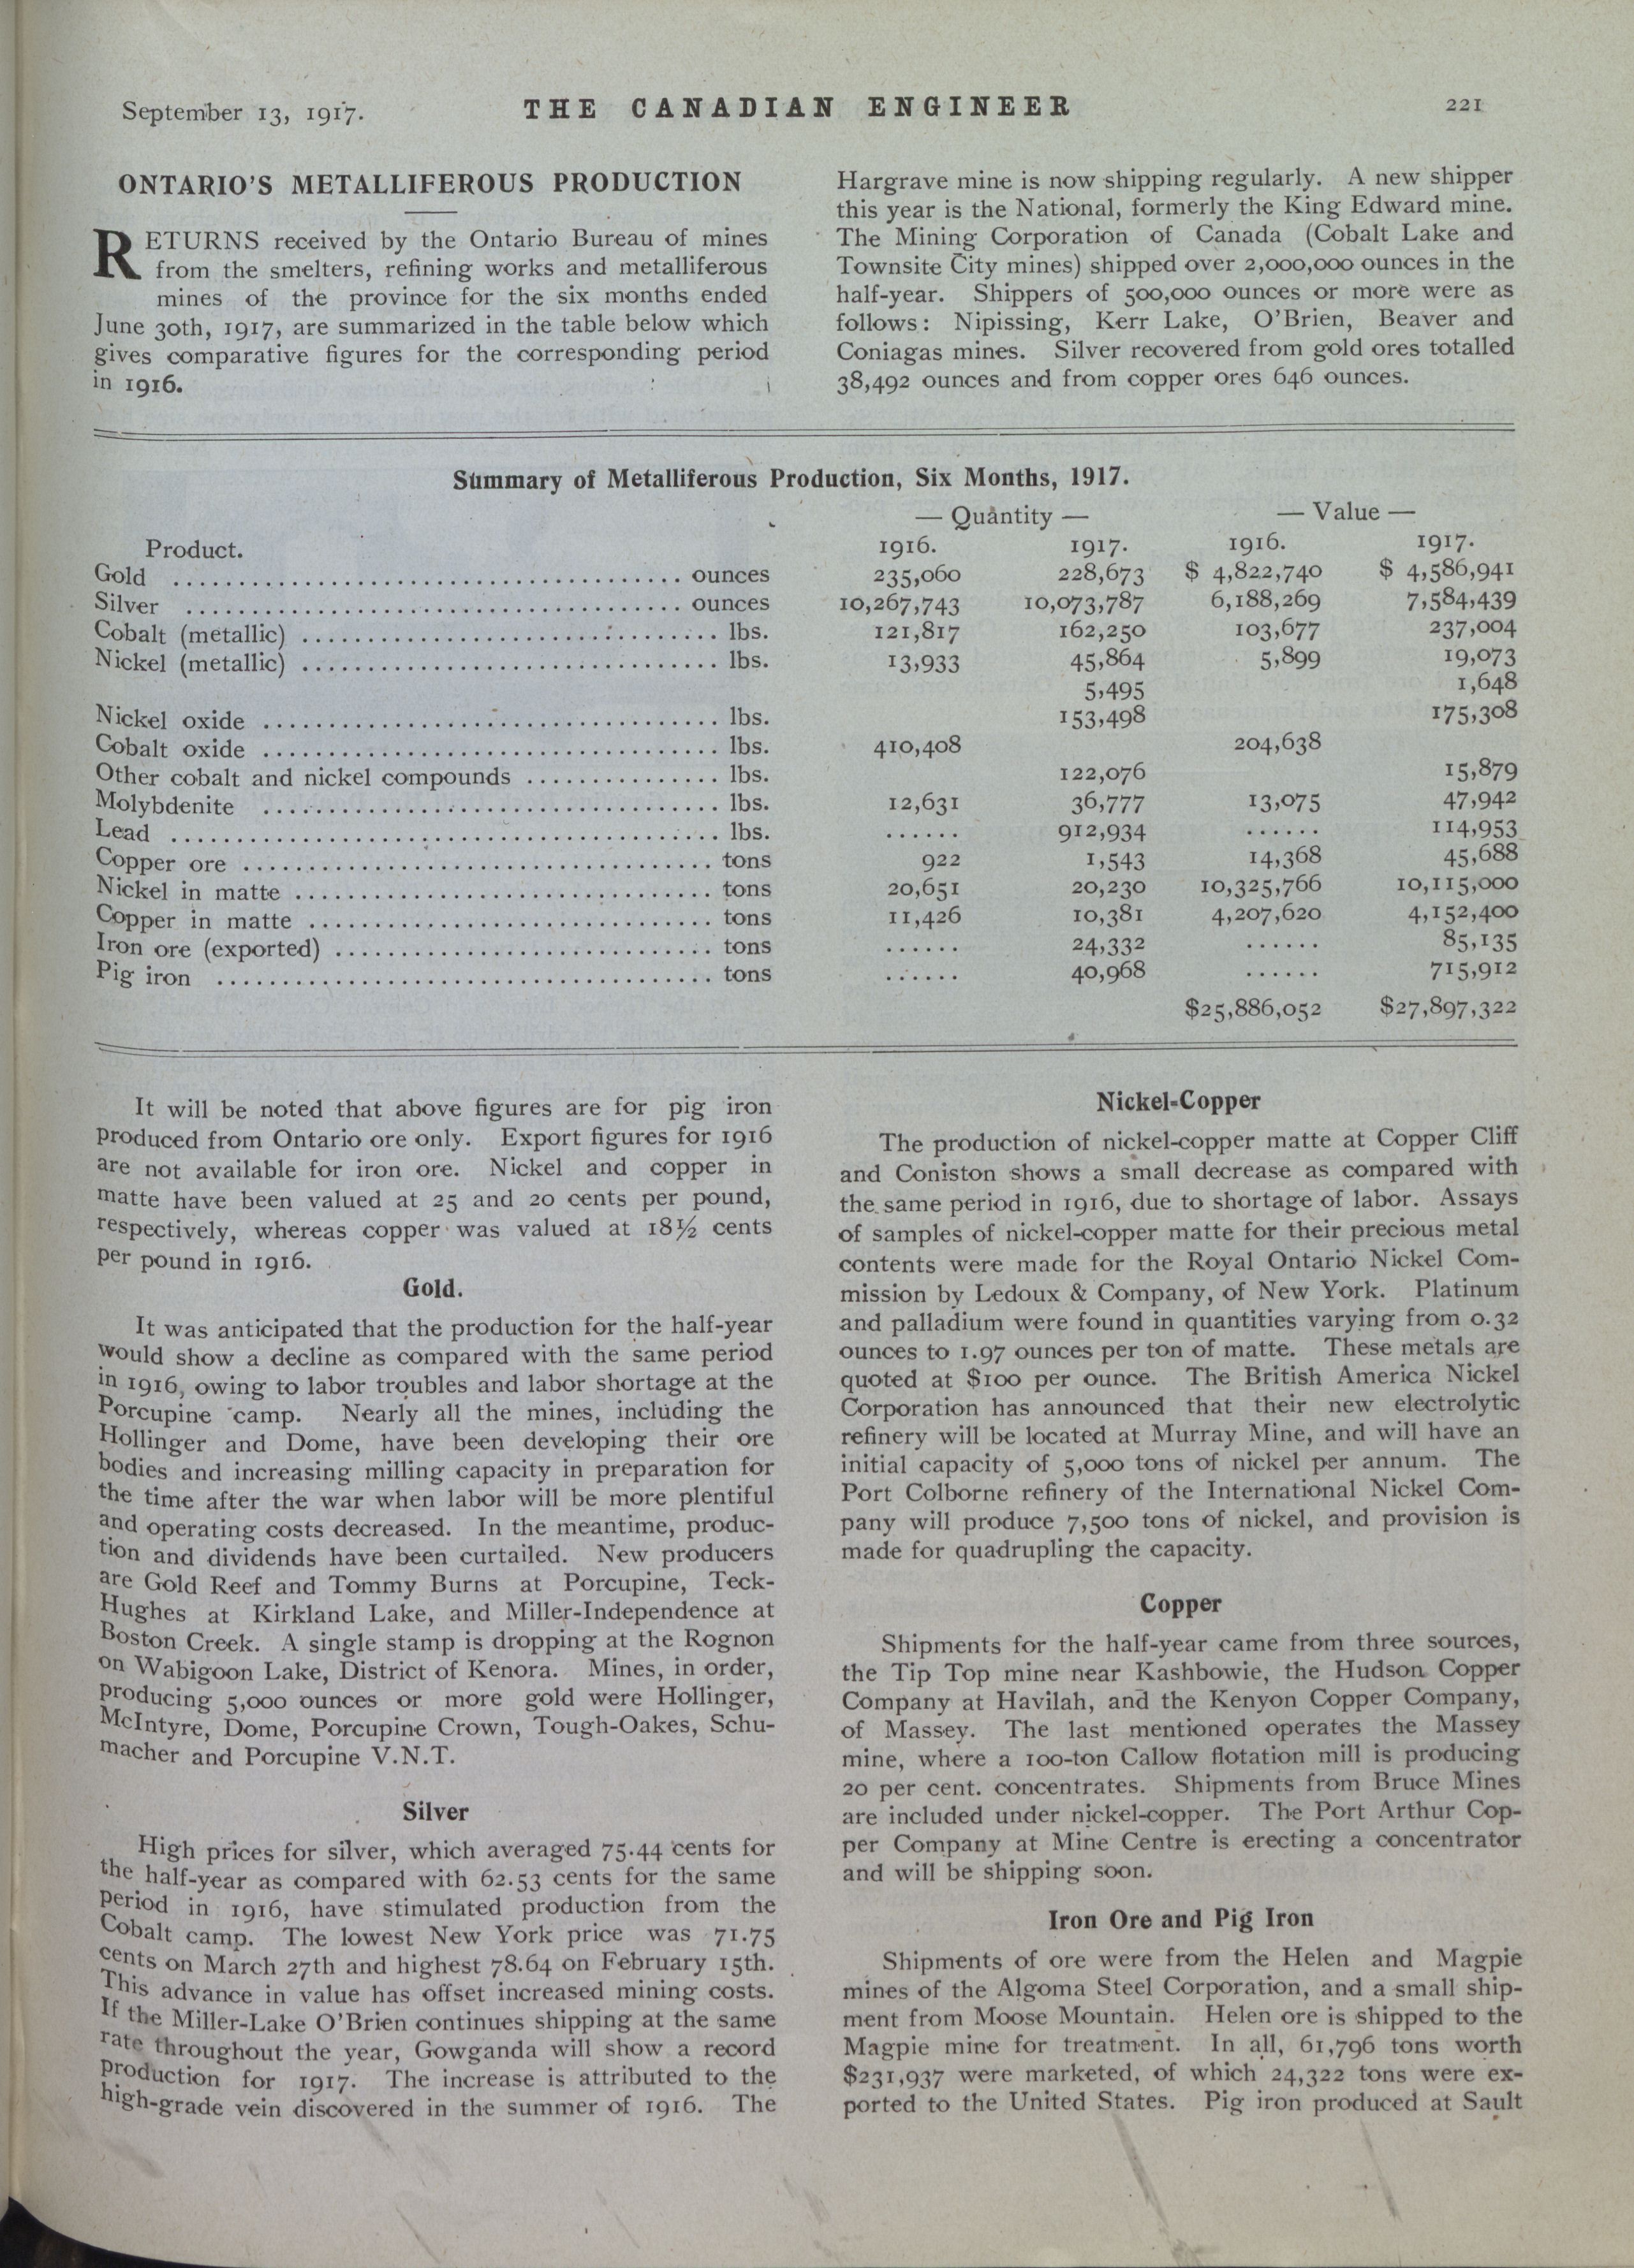 September 13, 1917.
THE CANADIAN ENGINEER
221
ONTARIO'S METALLIFEROUS PRODUCTION
RETURNS received by the Ontario Bureau of mines
from the smelters, refining works and metalliferous
mines of the province for the six months ended
June 30th, 1917, are summarized in the table below which
gives comparative figures for the corresponding period
in 1916.
Hargrave mine is now shipping regularly. A new shipper
this year is the National, formerly the King Edward mine.
The Mining Corporation of Canada (Cobalt Lake and
Townsite City mines) shipped over 2,000,000 ounces in the
half-year. Shippers of 500,000 ounces or more were as
follows: Nipissing, Kerr Lake, O'Brien, Beaver and
Coniagas mines. Silver recovered from gold ores totalled
38,492 ounces and from copper ores 646 ounces.
Summary of Metalliferous Production, Six Months, 1917.
— Quantity — — Value —
Product. 1916. 1917. 1916. 1917.
Gold ........ ounces 235,060 228,673 $ 4,822,740 $ 4,586,941
Silver ........ ounces 10,267,743 10,073,787 6,188,269 7,584,439
Cobalt (metallic) ........ lbs. 121,817 162,250 103,677 237,004
Nickel (metallic) ........ lbs. 13,933 45,864 5,899 19,073
5,495 1,648
Nickel oxide ........ lbs. 153,498 175,308
Cobalt oxide ........ lbs. 410,408 204,638
Other cobalt and nickel compounds ........ lbs. 122,076 15,879
Molybdenite ........ lbs. 12,631 36,777 13,075 47,942
Lead ........ lbs. ...... 912,934 ...... 114,953
Copper ore ........ tons 922 1,543 14,368 45,688
Nickel in matte ........ tons 20,651 20,230 10,325,766 10,115,000
Copper in matte ........ tons 11,426 10,381 4,207,620 4,152,400
Iron ore (exported) ........ tons ...... 24,332 ...... 85,135
Pig iron ........ tons ...... 40,968 ...... 715,912
$25,886,052 $27,897,322
It will be noted that above figures are for pig iron
produced from Ontario ore only. Export figures for 1916
are not available for iron ore. Nickel and copper in
matte have been valued at 25 and 20 cents per pound,
respectively, whereas copper was valued at 18½ cents
per pound in 1916.
Gold.
It was anticipated that the production for the half-year
would show a decline as compared with the same period
in 1916, owing to labor troubles and labor shortage at the
Porcupine camp. Nearly all the mines, including the
Hollinger and Dome, have been developing their ore
bodies and increasing milling capacity in preparation for
the time after the war when labor will be more plentiful
and operating costs decreased. In the meantime, produc-
tion and dividends have been curtailed. New producers
are Gold Reef and Tommy Burns at Porcupine, Teck-
Hughes at Kirkland Lake, and Miller-Independence at
Boston Creek. A single stamp is dropping at the Rognon
on Wabigoon Lake, District of Kenora. Mines, in order,
producing 5,000 ounces or more gold were Hollinger,
McIntyre, Dome, Porcupine Crown, Tough-Oakes, Schu-
macher and Porcupine V.N.T.
Silver
High prices for silver, which averaged 75.44 cents for
the half-year as compared with 62.53 cents for the same
period in 1916, have stimulated production from the
Cobalt camp. The lowest New York price was 71.75
cents on March 27th and highest 78.64 on February 15th.
This advance in value has offset increased mining costs.
If the Miller-Lake O'Brien continues shipping at the same
rate throughout the year, Gowganda will show a record
production for 1917. The increase is attributed to the
high-grade vein discovered in the summer of 1916. The
Nickel-Copper
The production of nickel-copper matte at Copper Cliff
and Coniston shows a small decrease as compared with
the same period in 1916, due to shortage of labor. Assays
of samples of nickel-copper matte for their precious metal
contents were made for the Royal Ontario Nickel Com-
mission by Ledoux & Company, of New York. Platinum
and palladium were found in quantities varying from 0.32
ounces to 1.97 ounces per ton of matte. These metals are
quoted at $100 per ounce. The British America Nickel
Corporation has announced that their new electrolytic
refinery will be located at Murray Mine, and will have an
initial capacity of 5,000 tons of nickel per annum. The
Port Colborne refinery of the International Nickel Com-
pany will produce 7,500 tons of nickel, and provision is
made for quadrupling the capacity.
Copper
Shipments for the half-year came from three sources,
the Tip Top mine near Kashbowie, the Hudson Copper
Company at Havilah, and the Kenyon Copper Company,
of Massey. The last mentioned operates the Massey
mine, where a 100-ton Callow flotation mill is producing
20 per cent. concentrates. Shipments from Bruce Mines
are included under nickel-copper. The Port Arthur Cop-
per Company at Mine Centre is erecting a concentrator
and will be shipping soon.
Iron Ore and Pig Iron
Shipments of ore were from the Helen and Magpie
mines of the Algoma Steel Corporation, and a small ship-
ment from Moose Mountain. Helen ore is shipped to the
Magpie mine for treatment. In all, 61,796 tons worth
$231,937 were marketed, of which 24,322 tons were ex-
ported to the United States. Pig iron produced at Sault